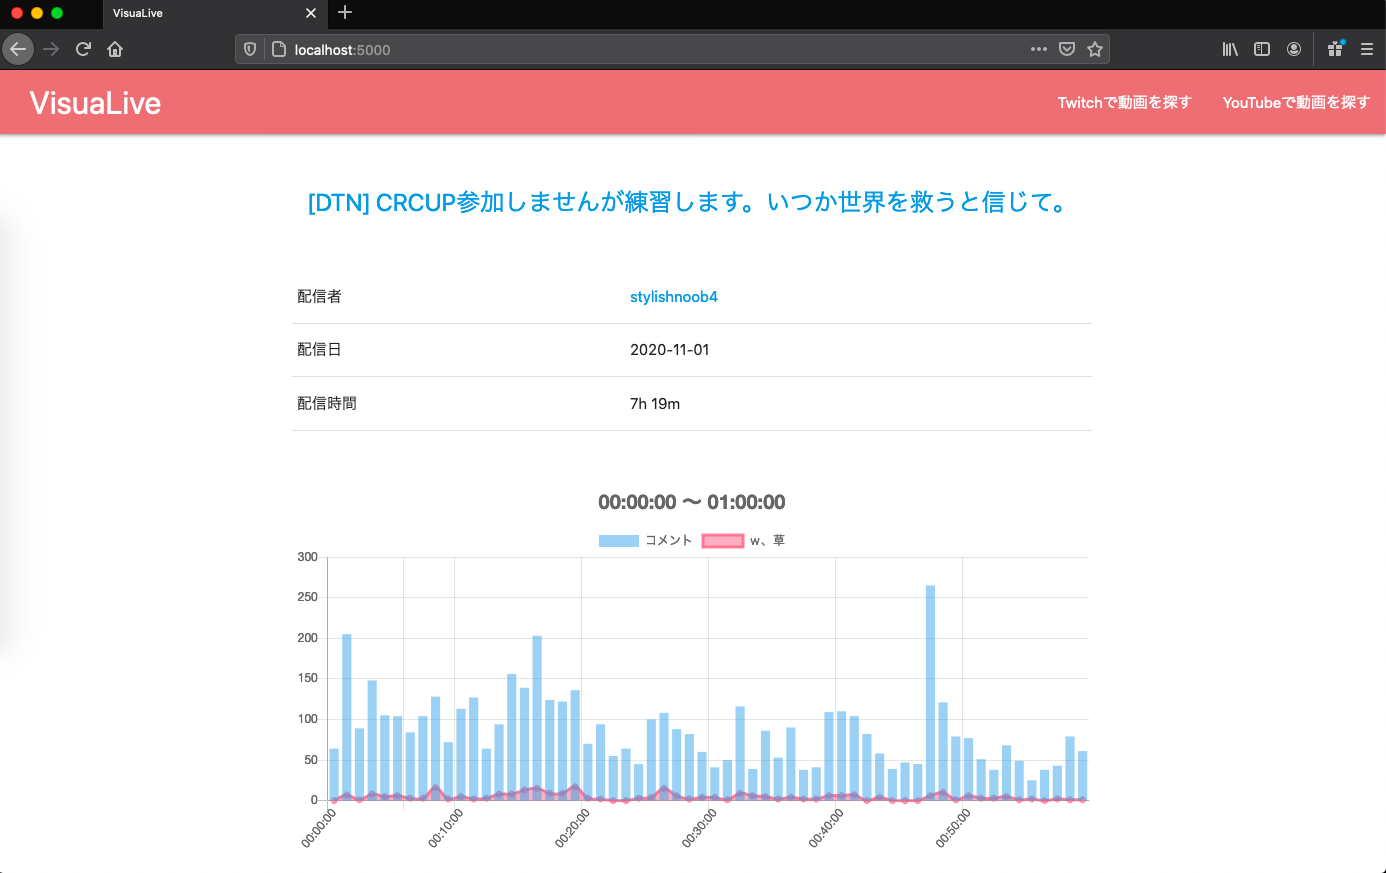 VisuaLive
localhost:5000
VisuaLive
Twitchで動画を探す
YouTubeで動画を探す
[DTN] CRCUP参加しませんが練習します。いつか世界を救うと信じて。
配信者 stylishnoob4
配信日 2020-11-01
配信時間 7h 19m
00:00:00 〜 01:00:00
コメント w、草
300
250
200
150
100
50
0
00:00:00 00:10:00 00:20:00 00:30:00 00:40:00 00:50:00